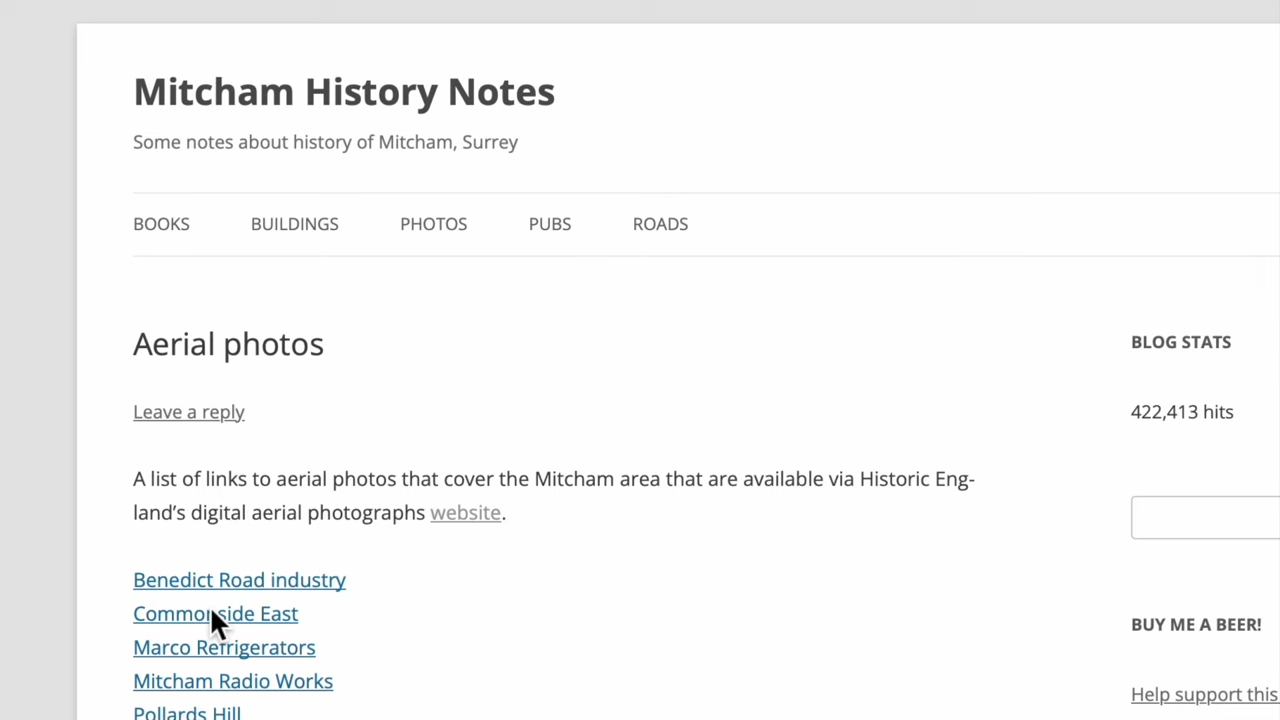 Mitcham History Notes
Some notes about history of Mitcham, Surrey
BOOKS BUILDINGS PHOTOS PUBS ROADS
Aerial photos
Leave a reply
A list of links to aerial photos that cover the Mitcham area that are available via Historic Eng-
land’s digital aerial photographs website.
Benedict Road industry
Commonside East
Marco Refrigerators
Mitcham Radio Works
Pollards Hill
BLOG STATS
422,413 hits
BUY ME A BEER!
Help support this